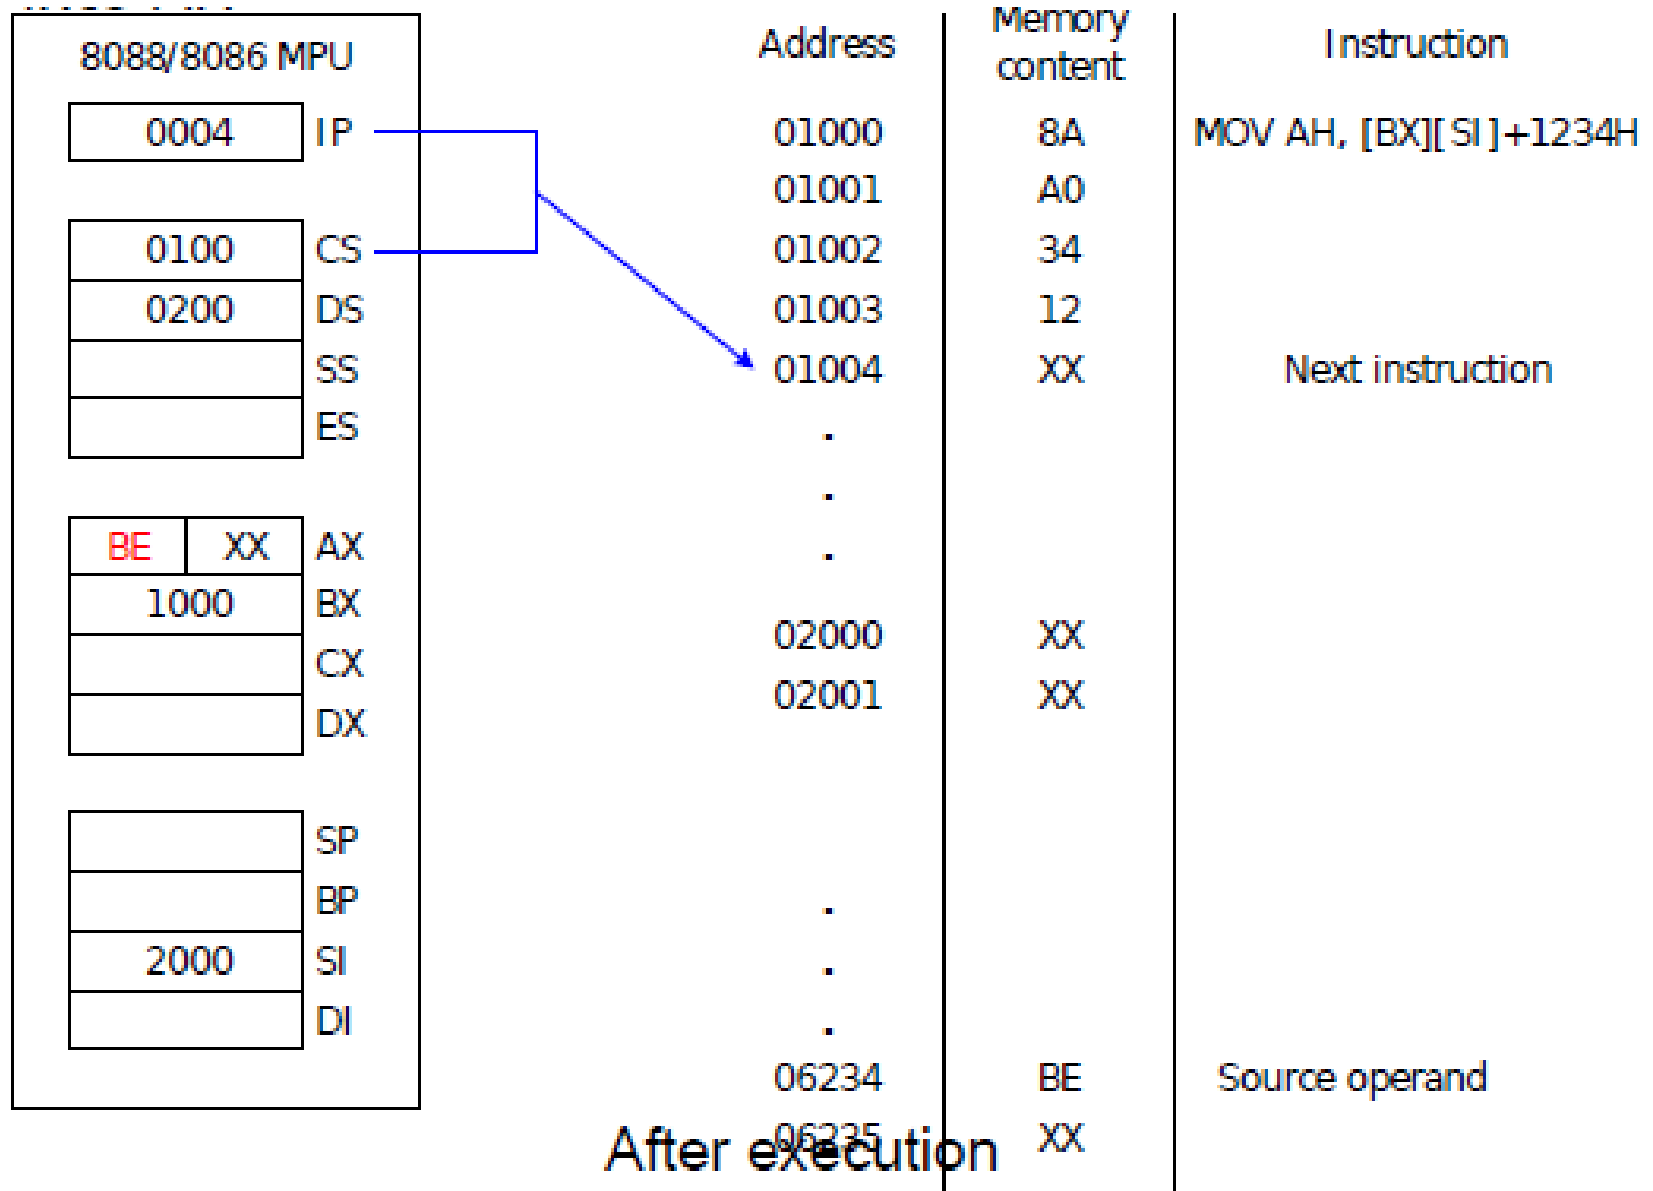 8088/8086 MPU
0004 IP
0100 CS
0200 DS
SS
ES
BE XX AX
1000 BX
CX
DX
SP
BP
2000 SI
DI
Address Memory content Instruction
01000 8A MOV AH, [BX][SI]+1234H
01001 A0
01002 34
01003 12
01004 XX Next instruction
.
.
.
02000 XX
02001 XX
.
.
.
06234 BE Source operand
06235 XX
After execution